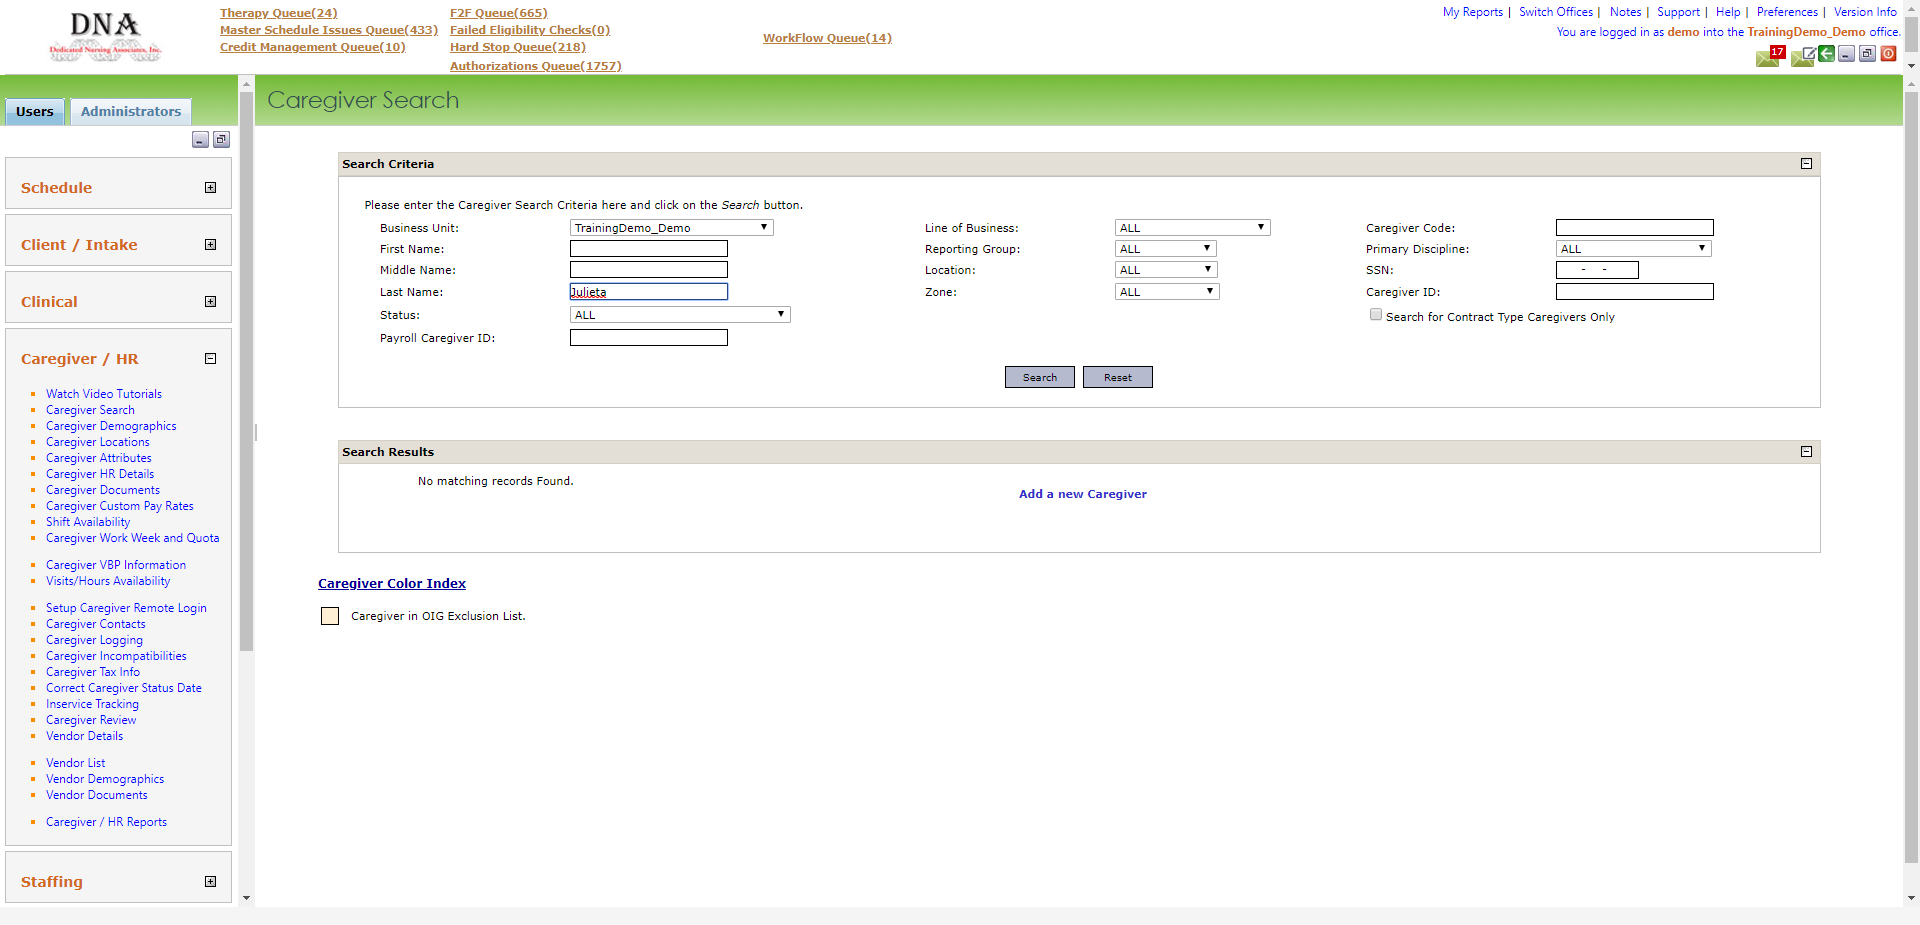 DNA
Dedicated Nursing Associates, Inc.
Therapy Queue(24)
Master Schedule Issues Queue(433)
Credit Management Queue(10)
F2F Queue(665)
Failed Eligibility Checks(0)
Hard Stop Queue(218)
Authorizations Queue(1757)
WorkFlow Queue(14)
My Reports | Switch Offices | Notes | Support | Help | Preferences | Version Info
You are logged in as demo into the TrainingDemo_Demo office.
17
Users
Administrators
Caregiver Search
Schedule
Client / Intake
Clinical
Caregiver / HR
Watch Video Tutorials
Caregiver Search
Caregiver Demographics
Caregiver Locations
Caregiver Attributes
Caregiver HR Details
Caregiver Documents
Caregiver Custom Pay Rates
Shift Availability
Caregiver Work Week and Quota
Caregiver VBP Information
Visits/Hours Availability
Setup Caregiver Remote Login
Caregiver Contacts
Caregiver Logging
Caregiver Incompatibilities
Caregiver Tax Info
Correct Caregiver Status Date
Inservice Tracking
Caregiver Review
Vendor Details
Vendor List
Vendor Demographics
Vendor Documents
Caregiver / HR Reports
Staffing
Search Criteria
Please enter the Caregiver Search Criteria here and click on the Search button.
Business Unit: TrainingDemo_Demo Line of Business: ALL Caregiver Code:
First Name: Reporting Group: ALL Primary Discipline: ALL
Middle Name: Location: ALL SSN: - -
Last Name: Julieta Zone: ALL Caregiver ID:
Status: ALL Search for Contract Type Caregivers Only
Payroll Caregiver ID:
Search Reset
Search Results
No matching records Found.
Add a new Caregiver
Caregiver Color Index
Caregiver in OIG Exclusion List.